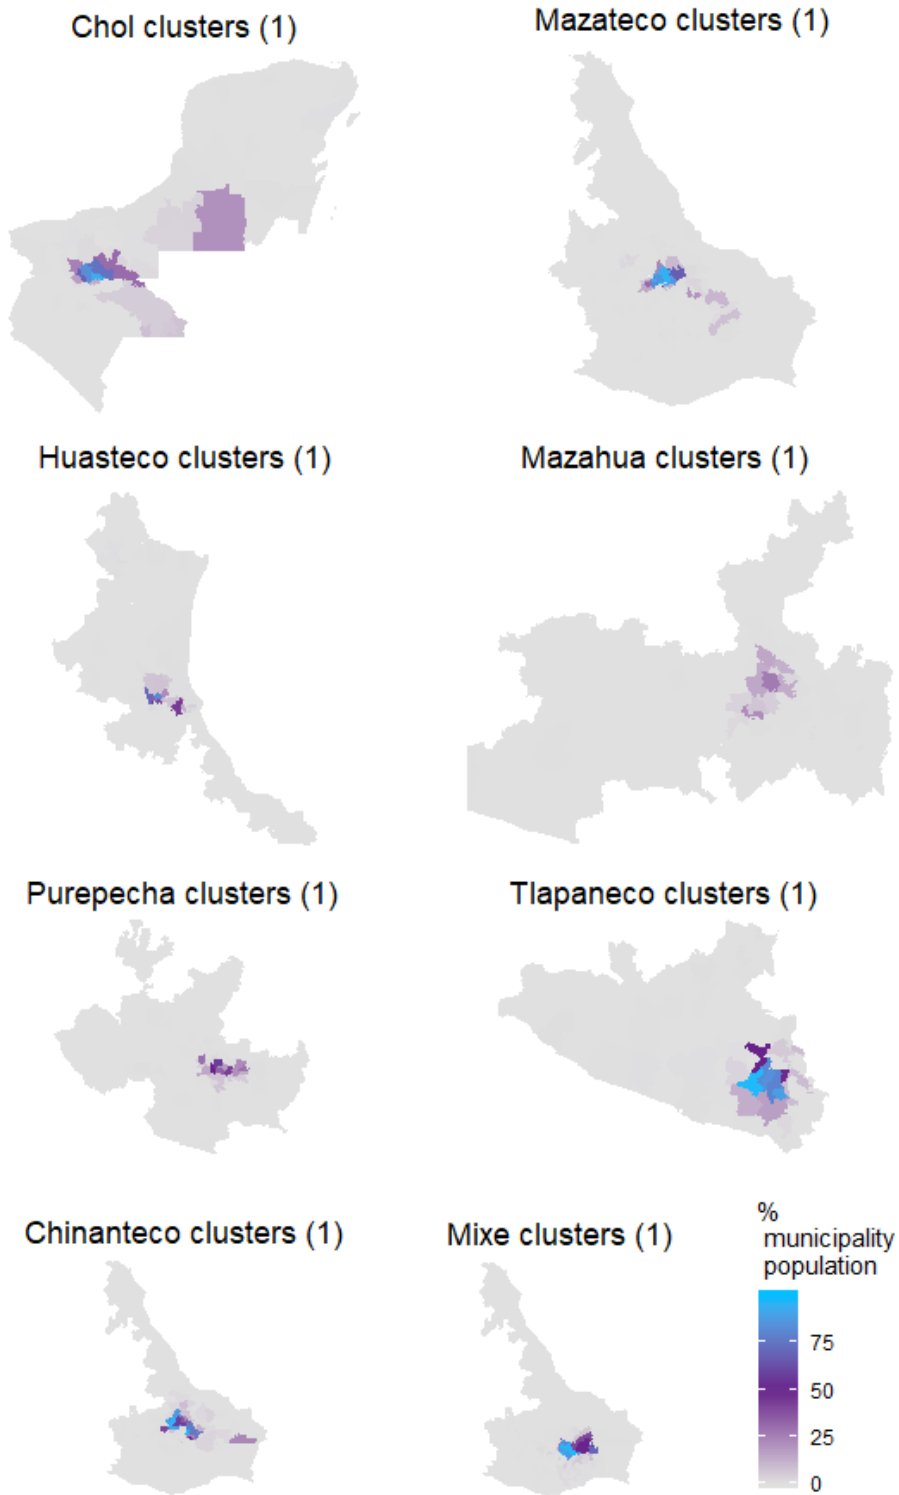 Chol clusters (1)
Mazateco clusters (1)
Huasteco clusters (1)
Mazahua clusters (1)
Purepecha clusters (1)
Tlapaneco clusters (1)
Chinanteco clusters (1)
Mixe clusters (1)
%
municipality
population
75
50
25
0